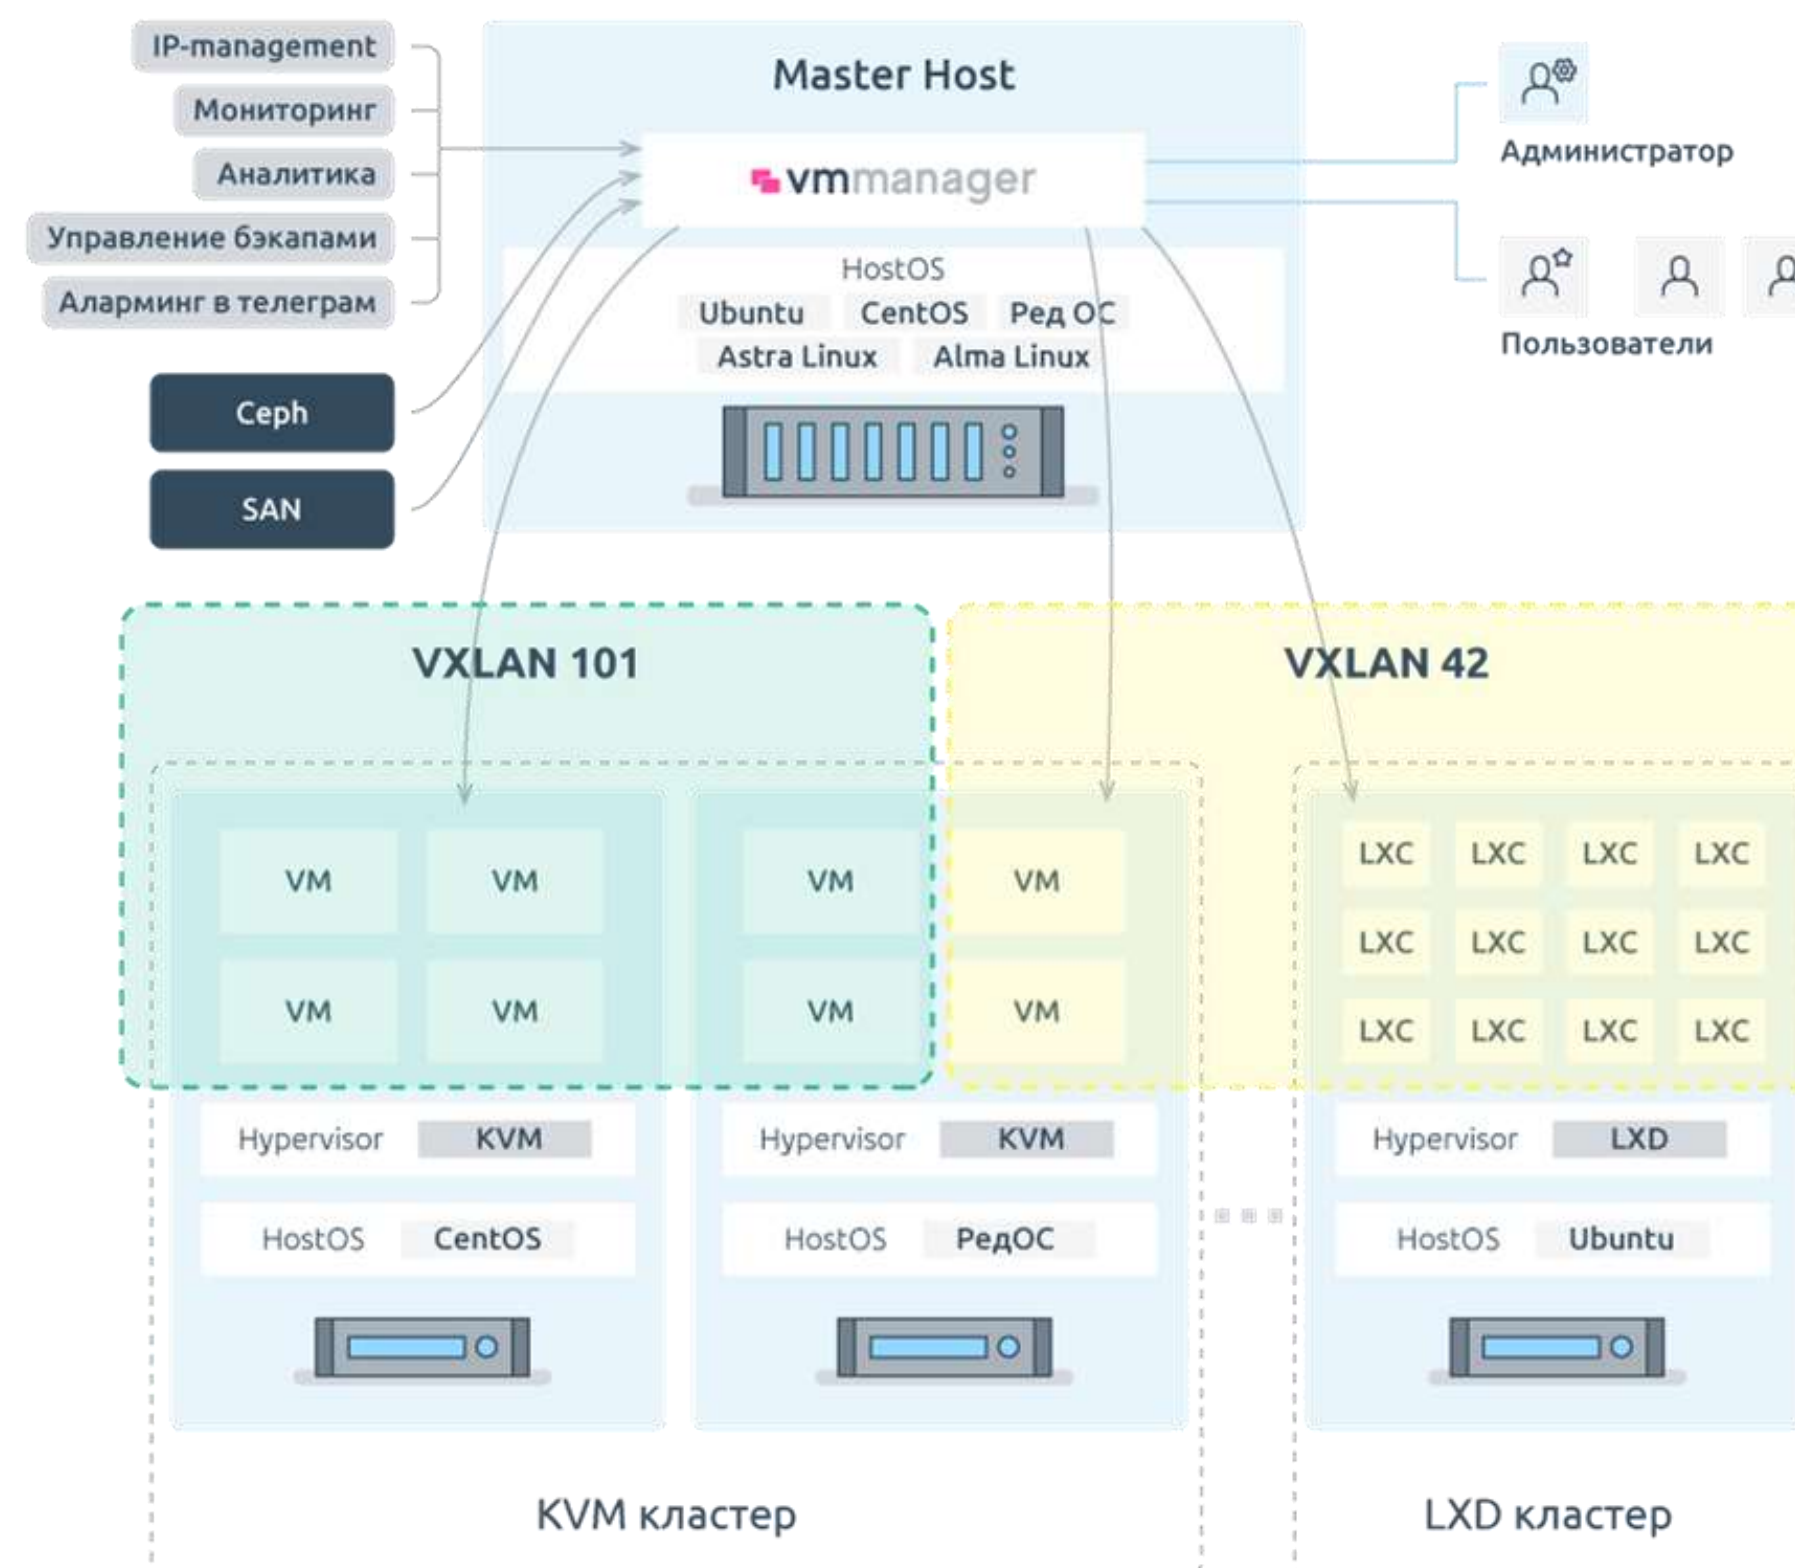 IP-management
Мониторинг
Аналитика
Управление бэкапами
Алармінг в телеграм
Ceph
SAN
Master Host
vmmanager
HostOS
Ubuntu CentOS Ред ОС
Astra Linux Alma Linux
Администратор
Пользователи
VXLAN 101
VXLAN 42
VM VM VM VM
VM VM VM VM
LXC LXC LXC LXC
LXC LXC LXC LXC
LXC LXC LXC LXC
Hypervisor KVM
Hypervisor KVM
Hypervisor LXD
HostOS CentOS
HostOS РедОС
HostOS Ubuntu
KVM кластер
LXD кластер